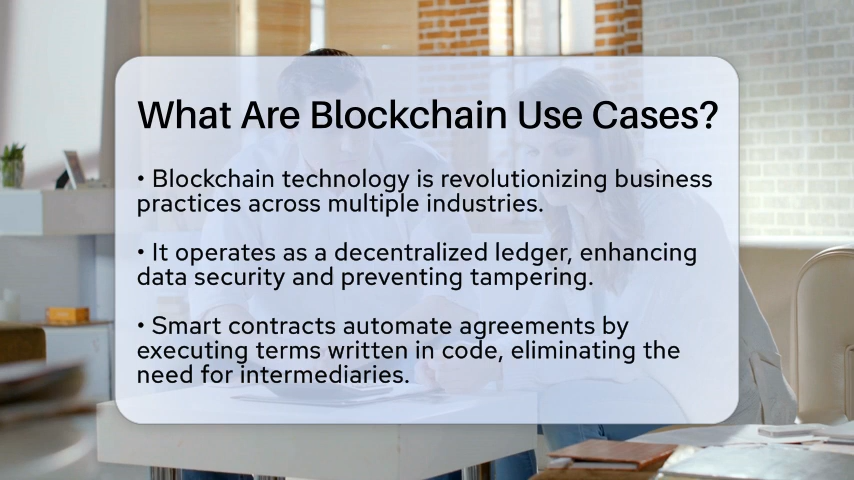 What Are Blockchain Use Cases?
• Blockchain technology is revolutionizing business
practices across multiple industries.
• It operates as a decentralized ledger, enhancing
data security and preventing tampering.
• Smart contracts automate agreements by
executing terms written in code, eliminating the
need for intermediaries.